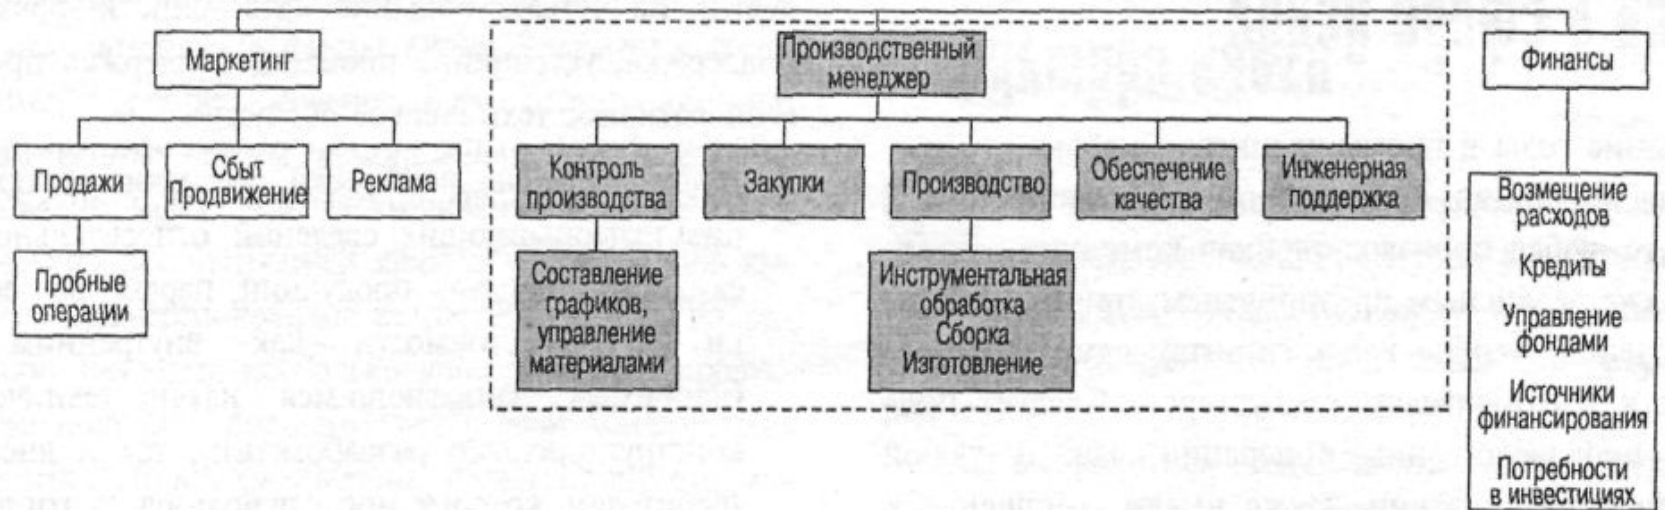 Маркетинг
Производственный
менеджер
Финансы
Продажи
Сбыт
Продвижение
Реклама
Контроль
производства
Закупки
Производство
Обеспечение
качества
Инженерная
поддержка
Пробные
операции
Составление
графиков,
управление
материалами
Инструментальная
обработка
Сборка
Изготовление
Возмещение
расходов
Кредиты
Управление
фондами
Источники
финансирования
Потребности
в инвестициях